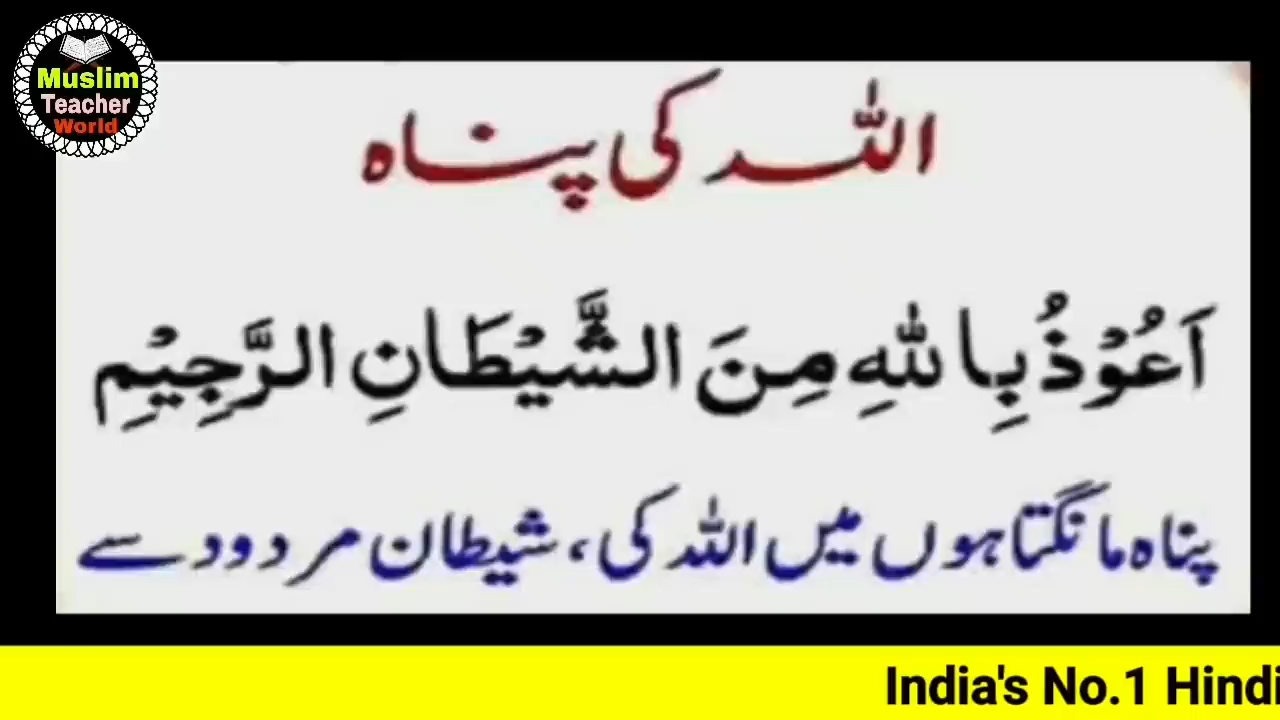 Muslim
Teacher
World
اللہ کی پناہ
اَعُوْذُ بِاللہِ مِنَ الشَّیْطَانِ الرَّجِیْمِ
پناہ مانگتا ہوں میں اللہ کی، شیطان مردود سے
India's No.1 Hindi